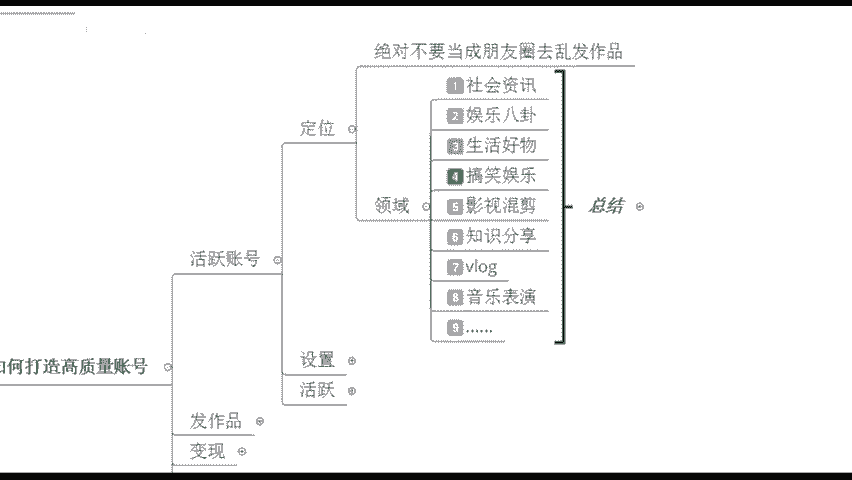 绝对不要当成朋友圈去乱发作品
1 社会资讯
2 娱乐八卦
定位
3 生活好物
4 搞笑娱乐
领域
5 影视混剪
总结
6 知识分享
活跃账号
7 vlog
8 音乐表演
9 ......
设置
如何打造高质量账号
活跃
发作品
变现